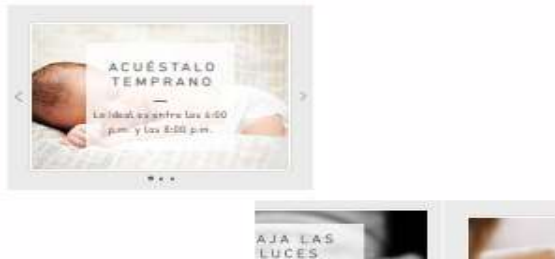 ACUÉSTALO
TEMPRANO
Lo ideal es entre las 6:00
p.m. y las 8:00 p.m.
AJA LAS
LUCES